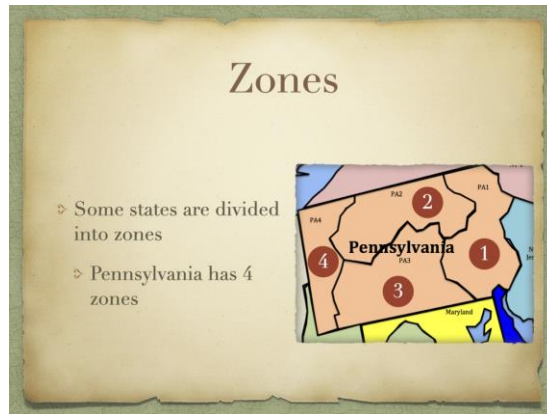 Zones
Some states are divided
into zones
Pennsylvania has 4
zones
PA1
PA2
2
PA4
Pennsylvania
1
4
PA3
3
Maryland